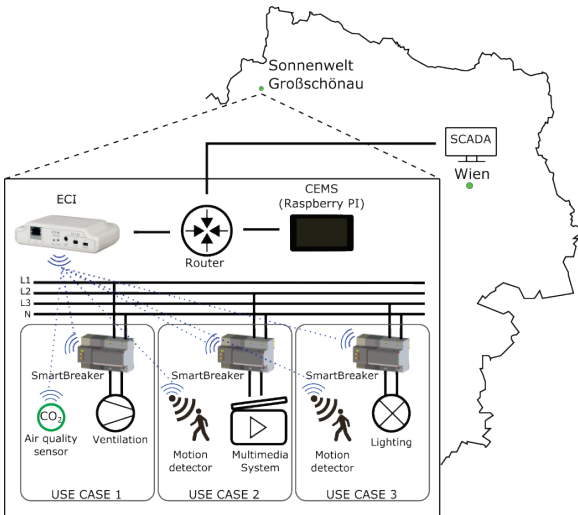 Sonnenwelt
Großschönau
SCADA
Wien
ECI
CEMS
(Raspberry PI)
Router
L1
L2
L3
N
SmartBreaker
SmartBreaker
SmartBreaker
CO2
Air quality
sensor
Ventilation
Motion
detector
Multimedia
System
Motion
detector
Lighting
USE CASE 1
USE CASE 2
USE CASE 3